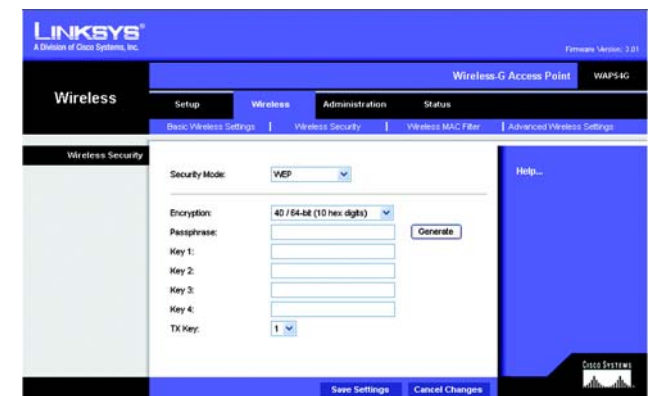 LINKSYS®
A Division of Cisco Systems, Inc.
Firmware Version: 3.01
Wireless-G Access Point WAP54G
Wireless
Setup Wireless Administration Status
Basic Wireless Settings | Wireless Security | Wireless MAC Filter | Advanced Wireless Settings
Wireless Security
Security Mode: WEP
Help...
Encryption: 40 / 64-bit (10 hex digits)
Passphrase: Generate
Key 1:
Key 2:
Key 3:
Key 4:
TX Key: 1
CISCO SYSTEMS
Save Settings Cancel Changes